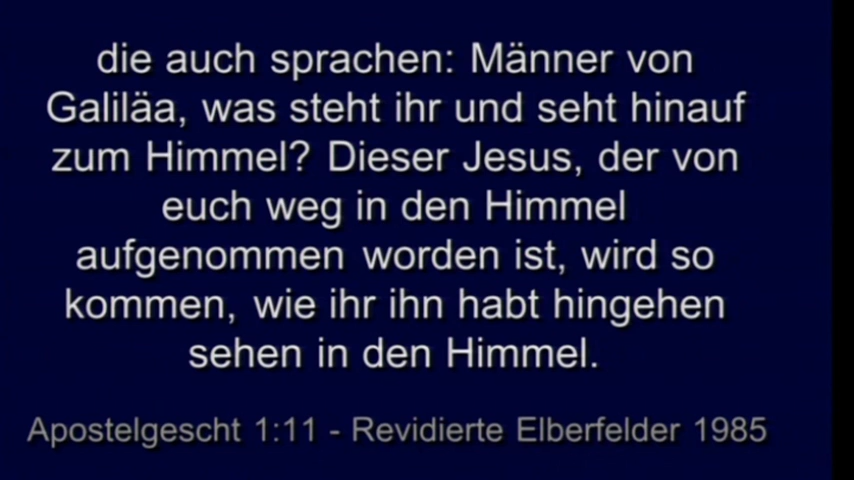 die auch sprachen: Männer von
Galiläa, was steht ihr und seht hinauf
zum Himmel? Dieser Jesus, der von
euch weg in den Himmel
aufgenommen worden ist, wird so
kommen, wie ihr ihn habt hingehen
sehen in den Himmel.
Apostelgescht 1:11 - Revidierte Elberfelder 1985